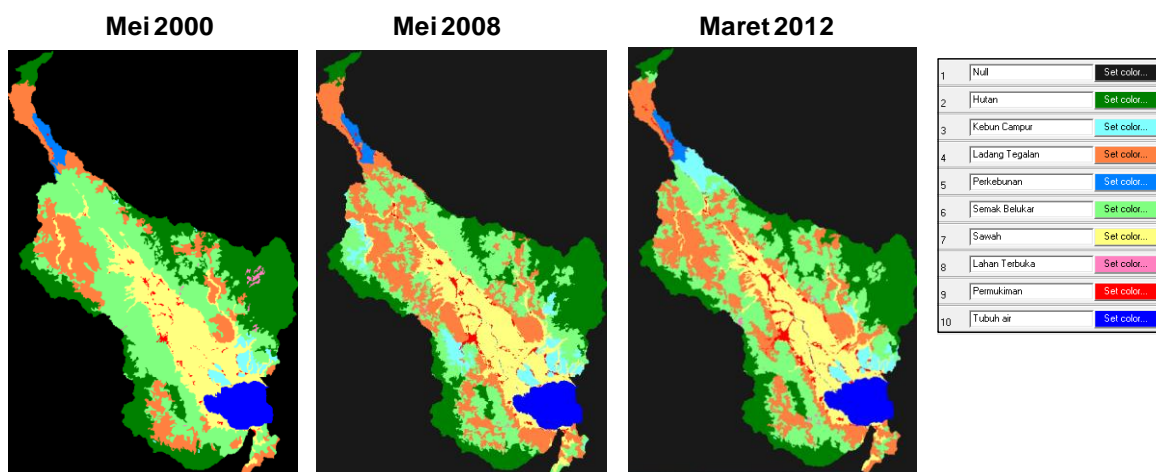 Mei 2000
Mei 2008
Maret 2012
1 Null Set color...
2 Hutan Set color...
3 Kebun Campur Set color...
4 Ladang Tegalan Set color...
5 Perkebunan Set color...
6 Semak Belukar Set color...
7 Sawah Set color...
8 Lahan Terbuka Set color...
9 Permukiman Set color...
10 Tubuh air Set color...